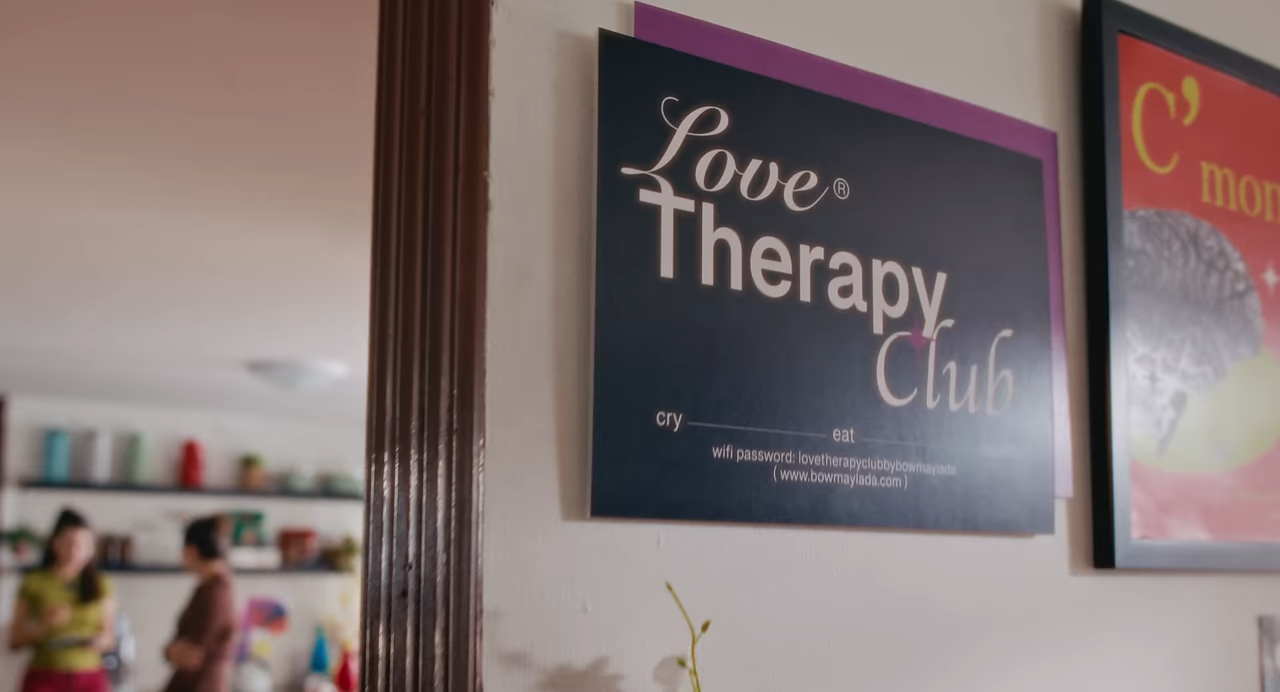 Love®
Therapy
Club
cry eat
wifi password: lovetherapyclubbybowmaylada
( www.bowmaylada.com )
C'
mon